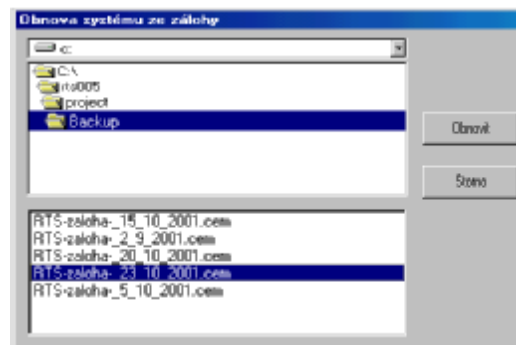 Obnova systému ze zálohy
c:
C:\
rts005
project
Backup
Obnovit
Storno
RTS-zaloha-_15_10_2001.cem
RTS-zaloha-_2_9_2001.cem
RTS-zaloha-_20_10_2001.cem
RTS-zaloha-_23_10_2001.cem
RTS-zaloha-_5_10_2001.cem